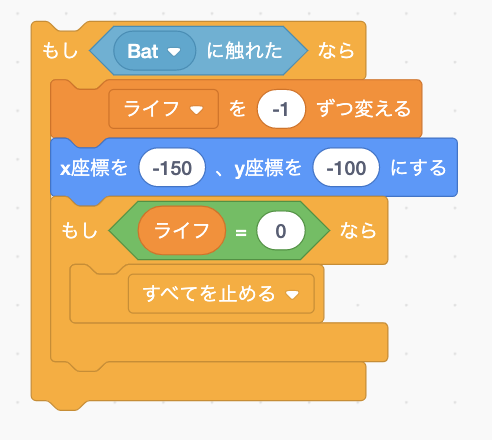 もし Bat に触れた なら
ライフ を -1 ずつ変える
x座標を -150 、y座標を -100 にする
もし ライフ = 0 なら
すべてを止める